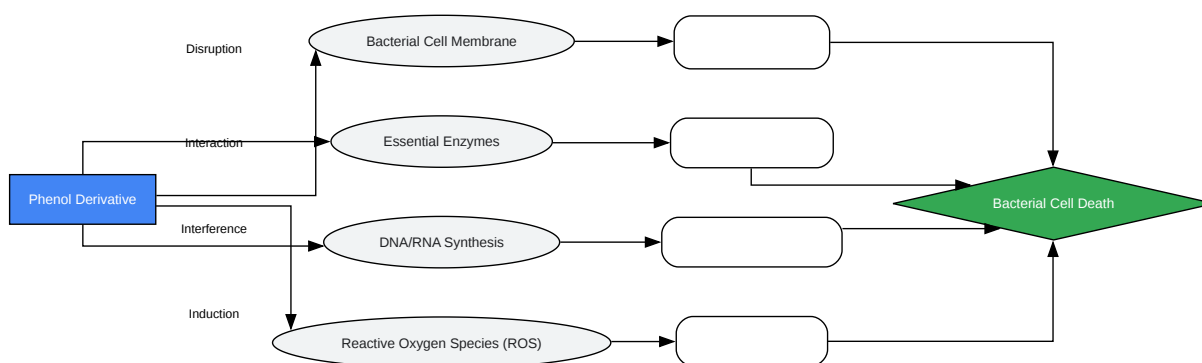 Disruption
Bacterial Cell Membrane
Interaction
Essential Enzymes
Phenol Derivative
Bacterial Cell Death
Interference
DNA/RNA Synthesis
Induction
Reactive Oxygen Species (ROS)